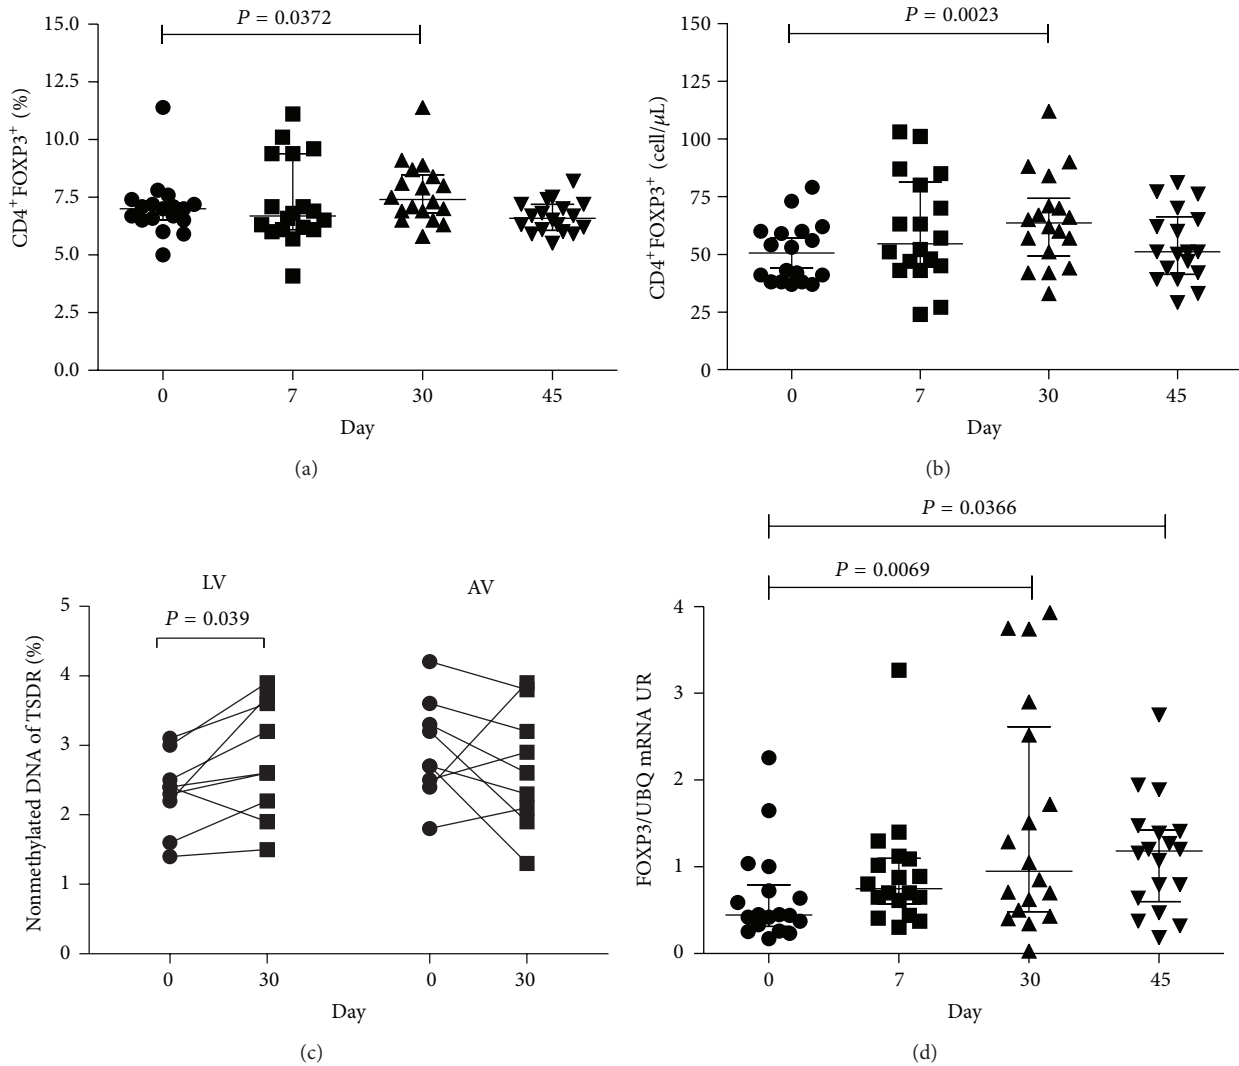 P = 0.0372
15.0
12.5
10.0
7.5
5.0
2.5
0.0
CD4⁺FOXP3⁺ (%)
0 7 30 45
Day
(a)
P = 0.0023
150
125
100
75
50
25
0
CD4⁺FOXP3⁺ (cell/μL)
0 7 30 45
Day
(b)
LV
AV
P = 0.039
5
4
3
2
1
0
Nonmethylated DNA of TSDR (%)
0 30 0 30
Day
(c)
P = 0.0366
P = 0.0069
4
3
2
1
0
FOXP3/UBQ mRNA UR
0 7 30 45
Day
(d)